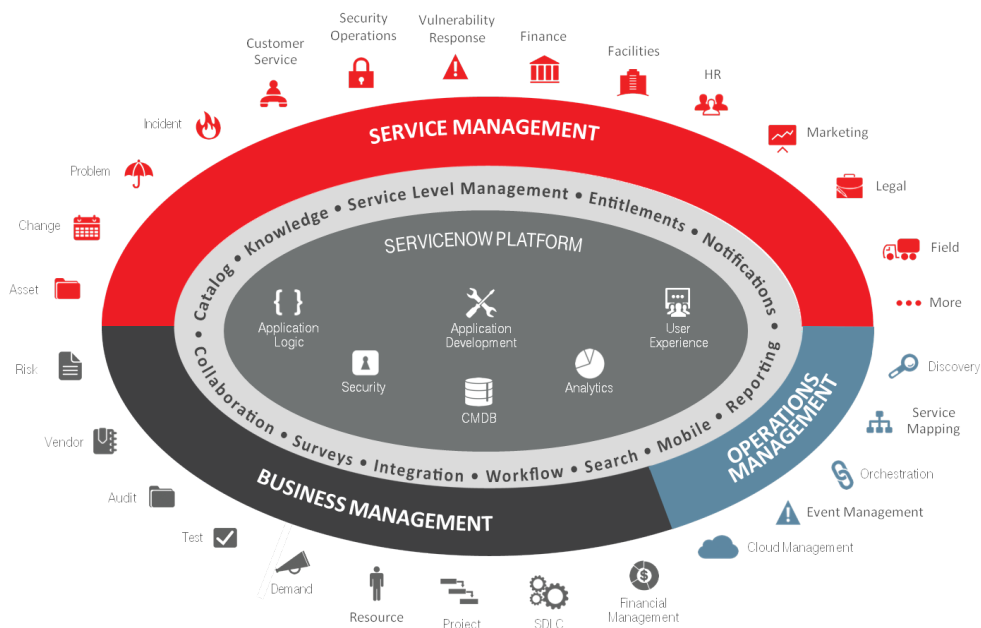 Security
Operations
Vulnerability
Response
Finance
Customer
Service
Facilities
HR
Incident
Marketing
Problem
Legal
Change
Field
Asset
More
SERVICE MANAGEMENT
• Catalog • Knowledge • Service Level Management • Entitlements • Notifications •
SERVICENOW PLATFORM
{ }
Application
Logic
Application
Development
User
Experience
Security
CMDB
Analytics
Collaboration • Surveys • Integration • Workflow • Search • Mobile • Reporting
BUSINESS MANAGEMENT
OPERATIONS
MANAGEMENT
Risk
Discovery
Vendor
Service
Mapping
Audit
Orchestration
Test
Event Management
Demand
Cloud Management
Resource
Project
SDLC
Financial
Management